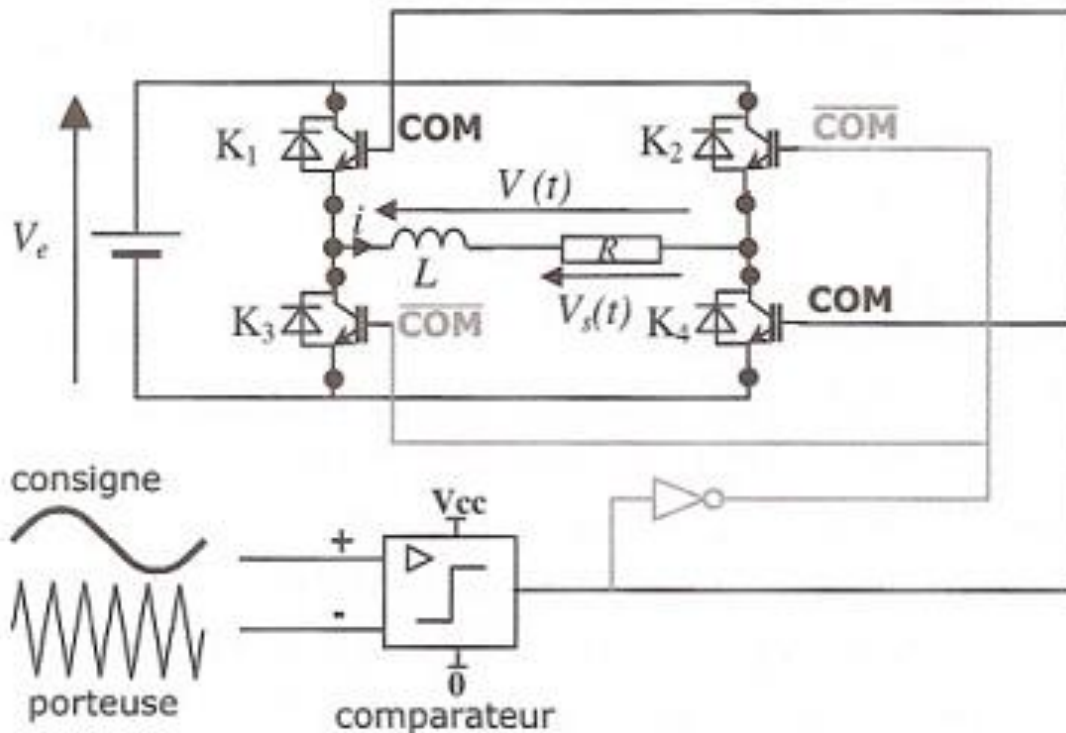 K1
COM
K2
COM
V(t)
i
Ve
L
R
Vs(t)
K3
COM
K4
COM
consigne
Vcc
+
-
0
porteuse
comparateur